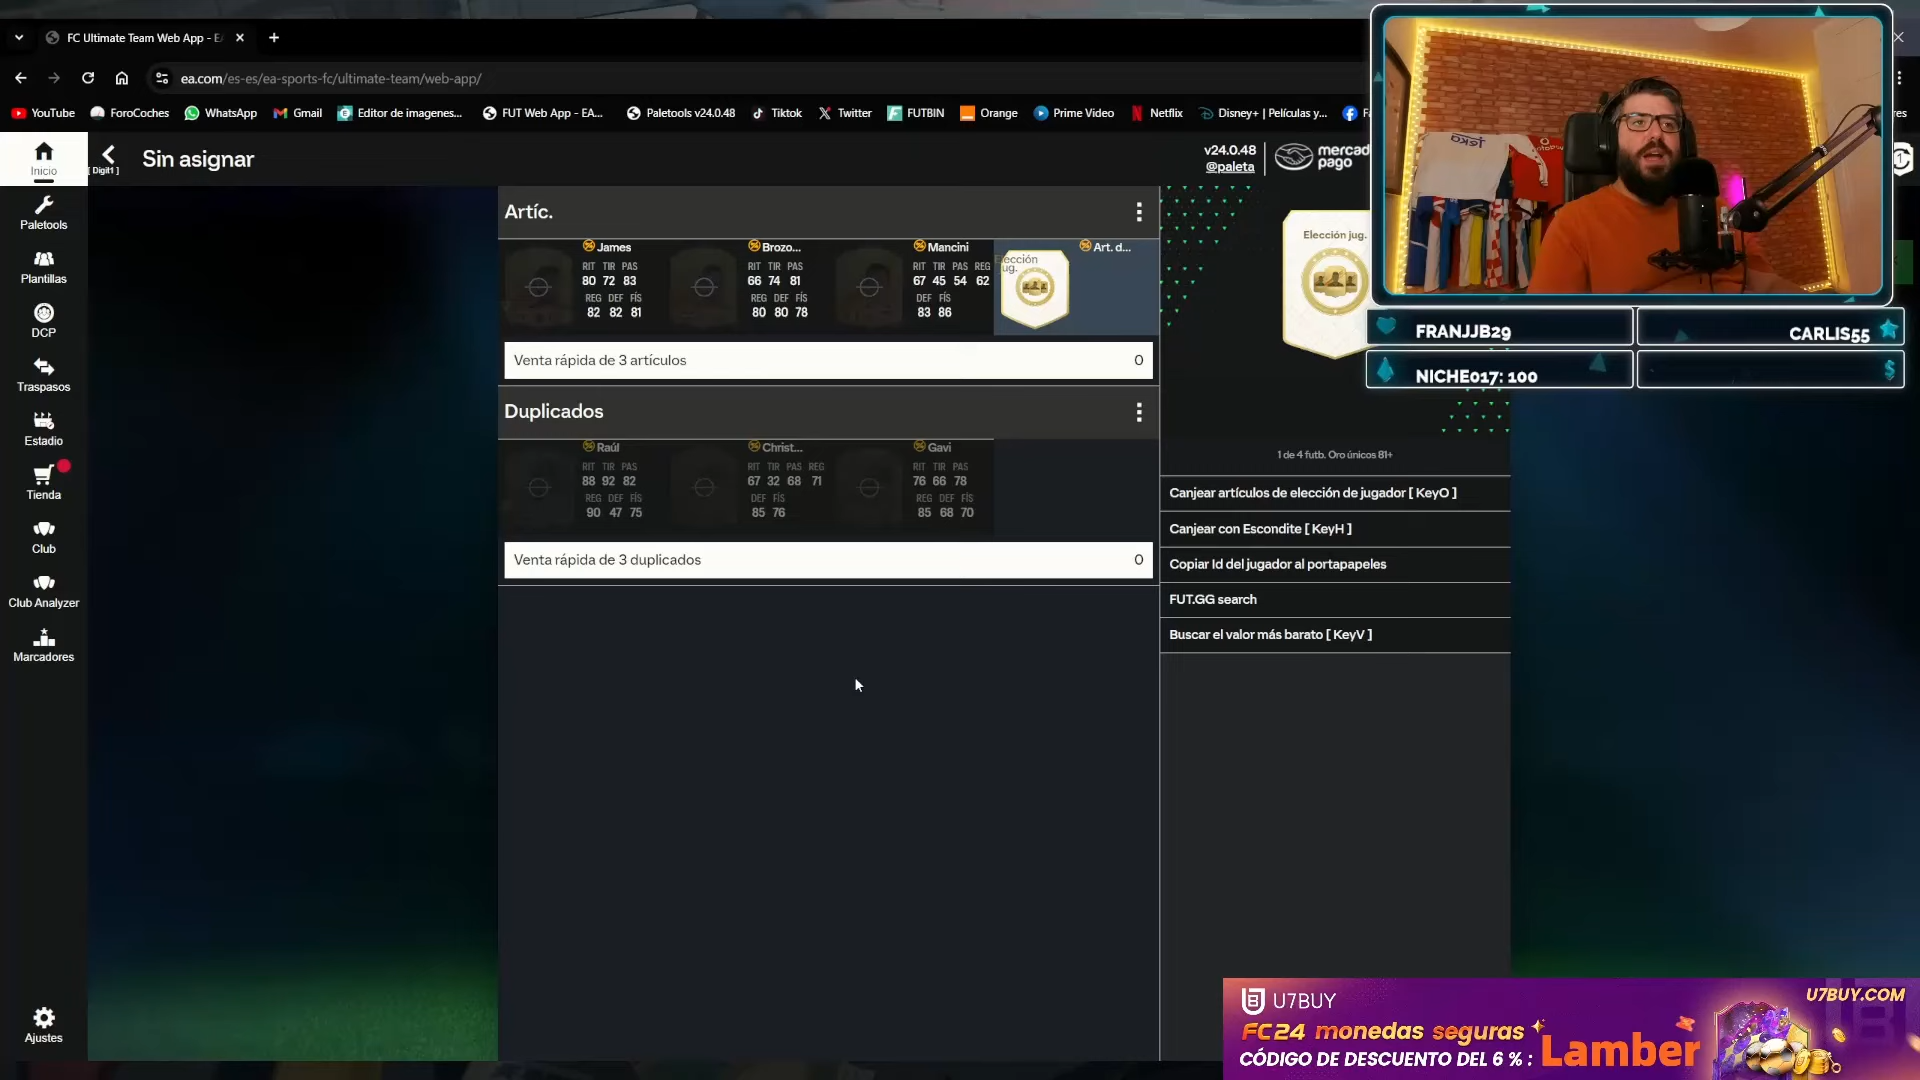 FC Ultimate Team Web App - E
ea.com/es-es/ea-sports-fc/ultimate-team/web-app/
YouTube ForoCoches WhatsApp Gmail Editor de imagenes... FUT Web App - EA... Paletools v24.0.48 Tiktok Twitter FUTBIN Orange Prime Video Netflix Disney+ | Películas y...
Inicio
[ Digit1 ]
Sin asignar
v24.0.48
@paleta
mercado
pago
Paletools
Plantillas
DCP
Traspasos
Estadio
Tienda
Club
Club Analyzer
Marcadores
Ajustes
Artíc.
James
RIT TIR PAS
80 72 83
REG DEF FÍS
82 82 81
Brozo...
RIT TIR PAS
66 74 81
REG DEF FÍS
80 80 78
Mancini
RIT TIR PAS REG
67 45 54 62
DEF FÍS
83 86
Elección
jug.
Art. d...
Venta rápida de 3 artículos 0
Duplicados
Raúl
RIT TIR PAS
88 92 82
REG DEF FÍS
90 47 75
Christ...
RIT TIR PAS REG
67 32 68 71
DEF FÍS
85 76
Gavi
RIT TIR PAS
76 66 78
REG DEF FÍS
85 68 70
Venta rápida de 3 duplicados 0
Elección jug.
1 de 4 futb. Oro únicos 81+
Canjear artículos de elección de jugador [ KeyO ]
Canjear con Escondite [ KeyH ]
Copiar Id del jugador al portapapeles
FUT.GG search
Buscar el valor más barato [ KeyV ]
Teka
Vodafone
FRANJJB29
CARLIS55
NICHE017: 100
U7BUY
U7BUY.COM
FC24 monedas seguras
CÓDIGO DE DESCUENTO DEL 6 % : Lamber